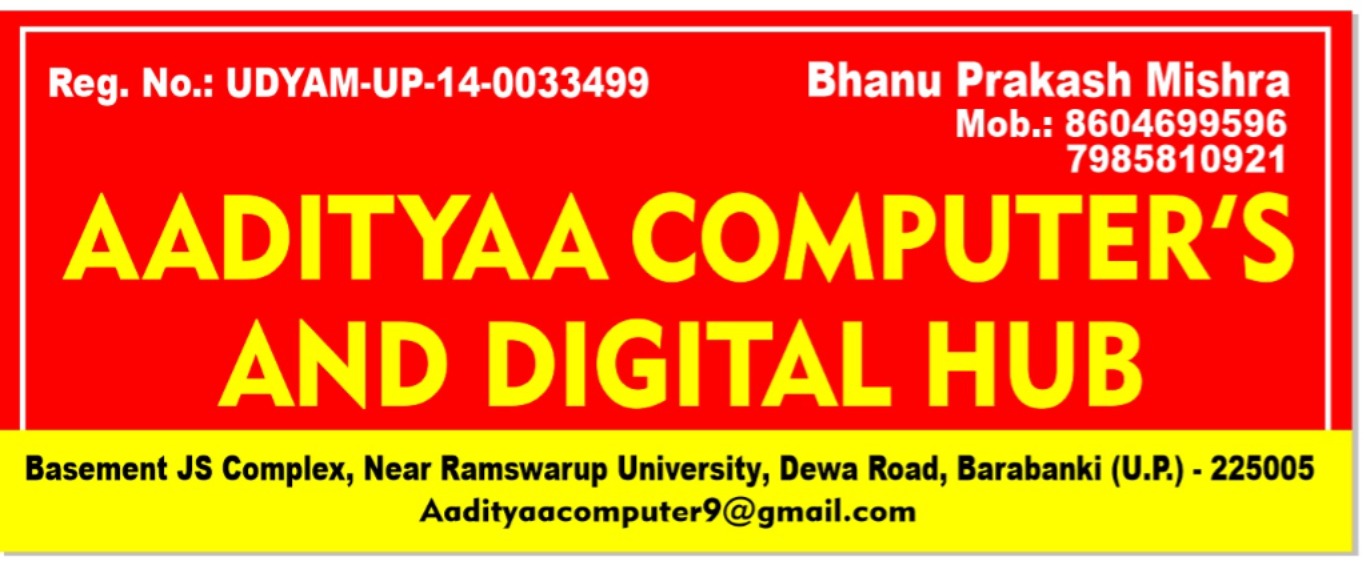 Reg. No.: UDYAM-UP-14-0033499
Bhanu Prakash Mishra
Mob.: 8604699596
7985810921
AADITYAA COMPUTER‘S
AND DIGITAL HUB
Basement JS Complex, Near Ramswarup University, Dewa Road, Barabanki (U.P.) - 225005
Aadityaacomputer9@gmail.com